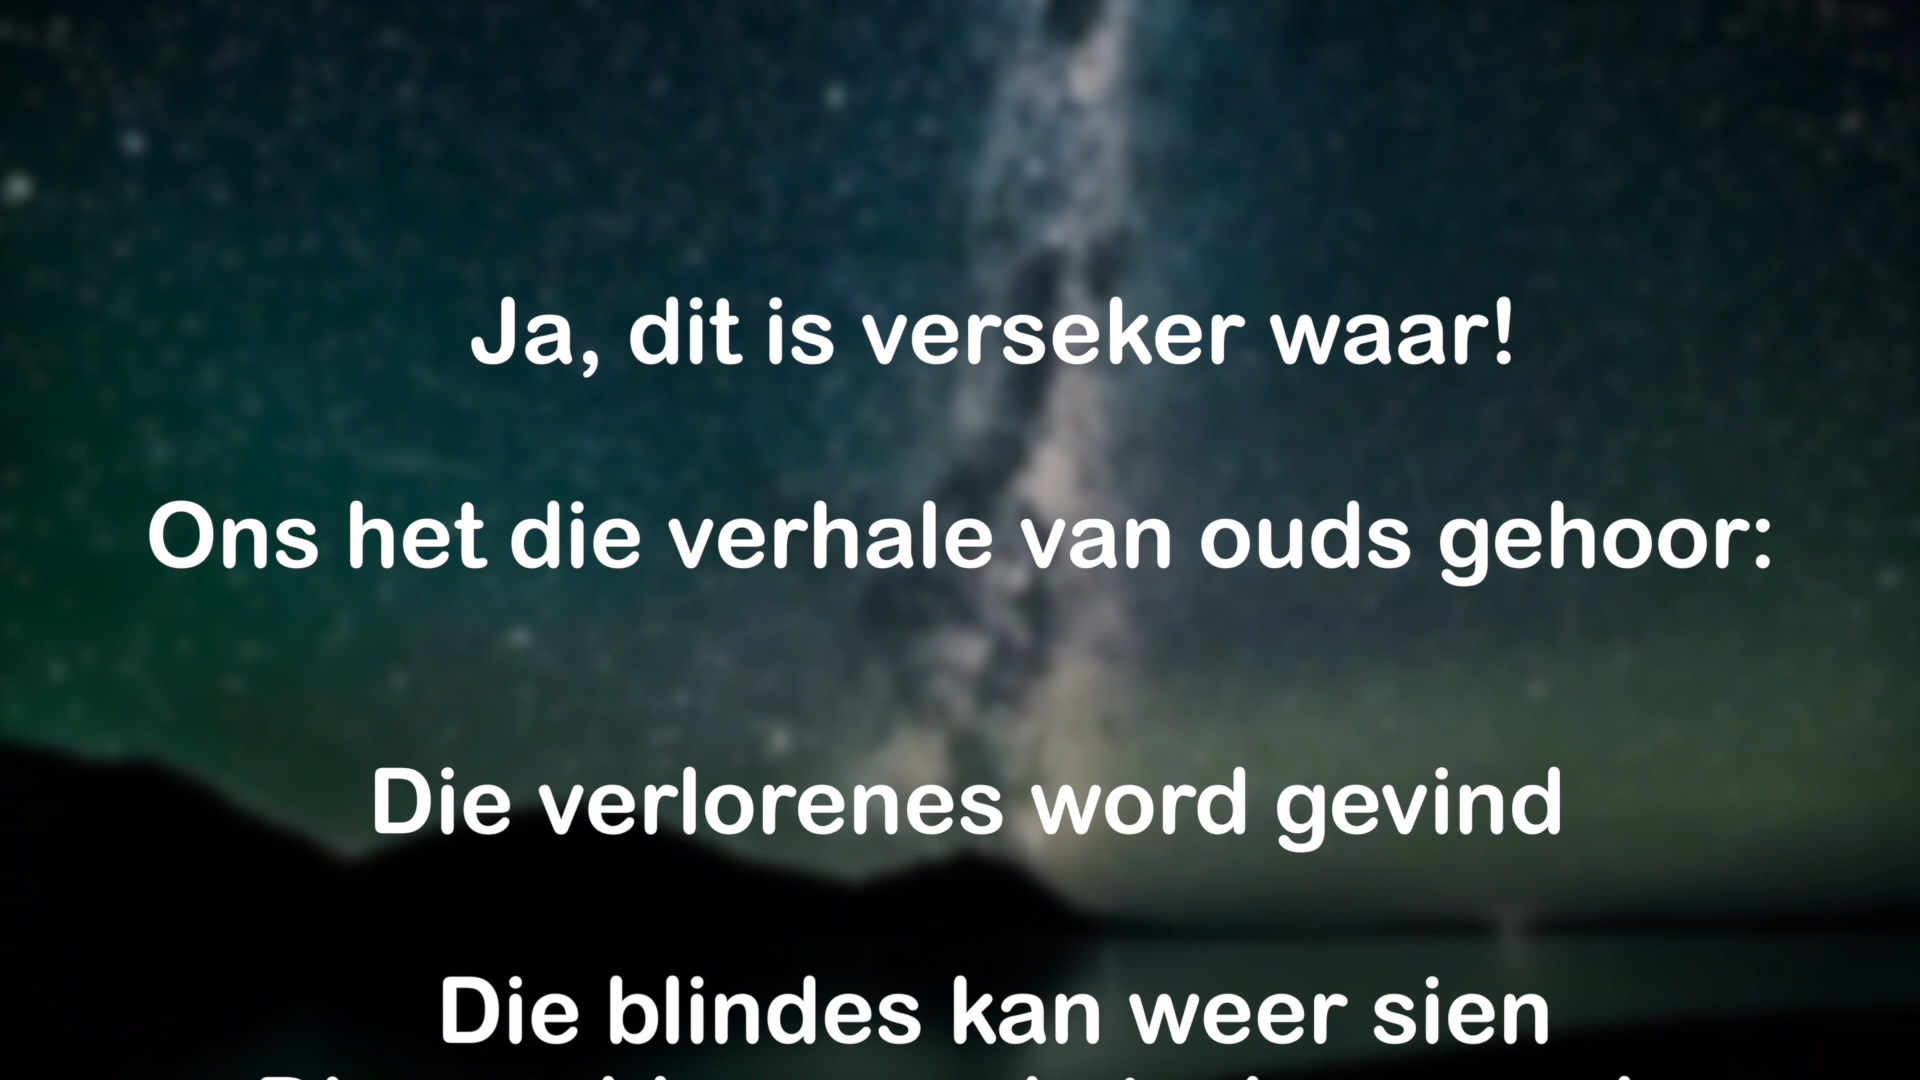 Ja, dit is verseker waar!
Ons het die verhale van ouds gehoor:
Die verlorenes word gevind
Die blindes kan weer sien